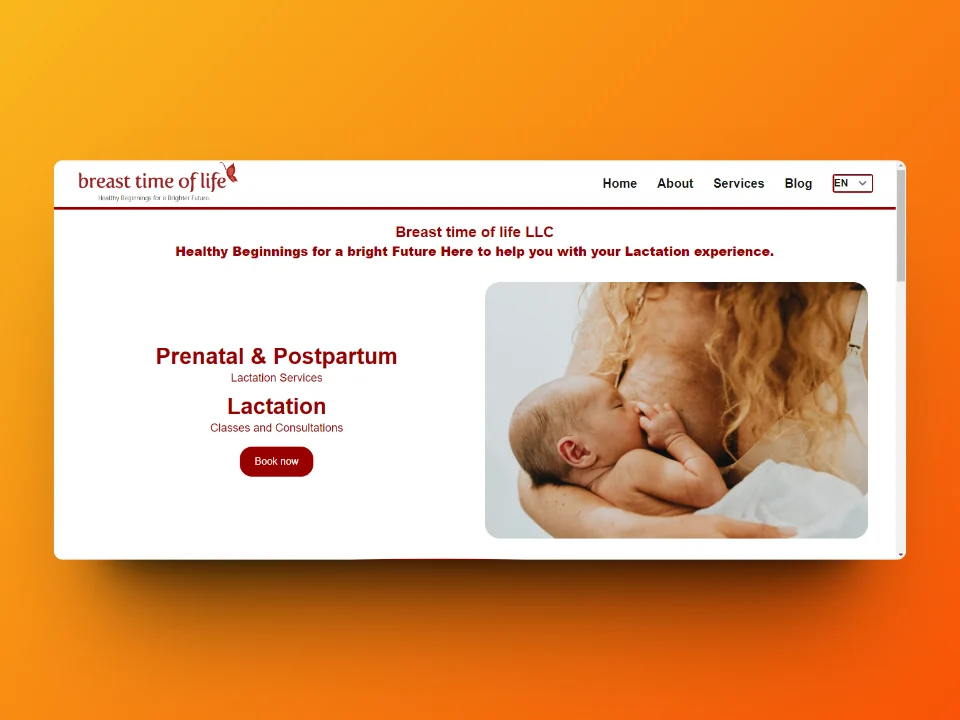 breast time of life
Healthy Beginnings for a Brighter Future
Home About Services Blog EN
Breast time of life LLC
Healthy Beginnings for a bright Future Here to help you with your Lactation experience.
Prenatal & Postpartum
Lactation Services
Lactation
Classes and Consultations
Book now